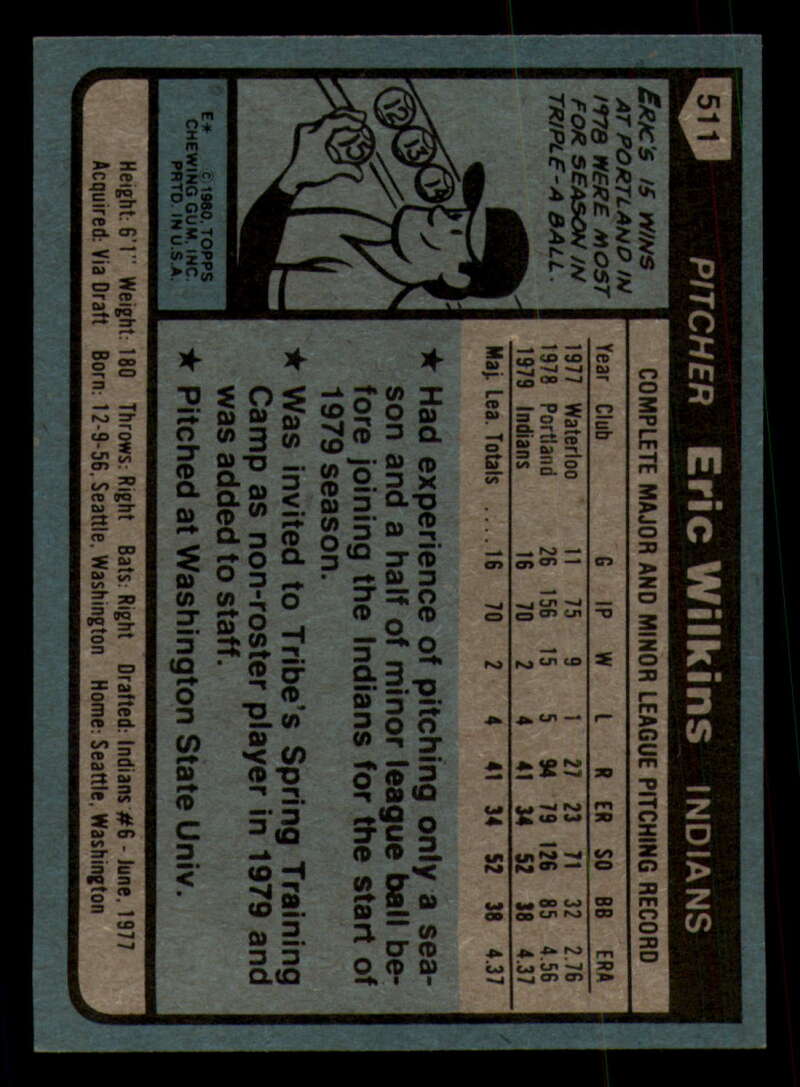 511 PITCHER Eric Wilkins INDIANS
ERIC'S 15 WINS
AT PORTLAND IN
1978 WERE MOST
FOR SEASON IN
TRIPLE-A BALL.
12 13 14
15
E* © 1980 TOPPS
CHEWING GUM, INC.
PRTD. IN U.S.A.
COMPLETE MAJOR AND MINOR LEAGUE PITCHING RECORD
Year Club G IP W L R ER SO BB ERA
1977 Waterloo 11 75 9 1 27 23 71 32 2.76
1978 Portland 26 156 15 5 94 79 126 85 4.56
1979 Indians 16 70 2 4 41 34 52 38 4.37
Maj. Lea. Totals .... 16 70 2 4 41 34 52 38 4.37
★ Had experience of pitching only a sea-
son and a half of minor league ball be-
fore joining the Indians for the start of
1979 season.
★ Was invited to Tribe's Spring Training
Camp as non-roster player in 1979 and
was added to staff.
★ Pitched at Washington State Univ.
Height: 6'1" Weight: 180 Throws: Right Bats: Right Drafted: Indians #6 - June, 1977
Acquired: Via Draft Born: 12-9-56, Seattle, Washington Home: Seattle, Washington